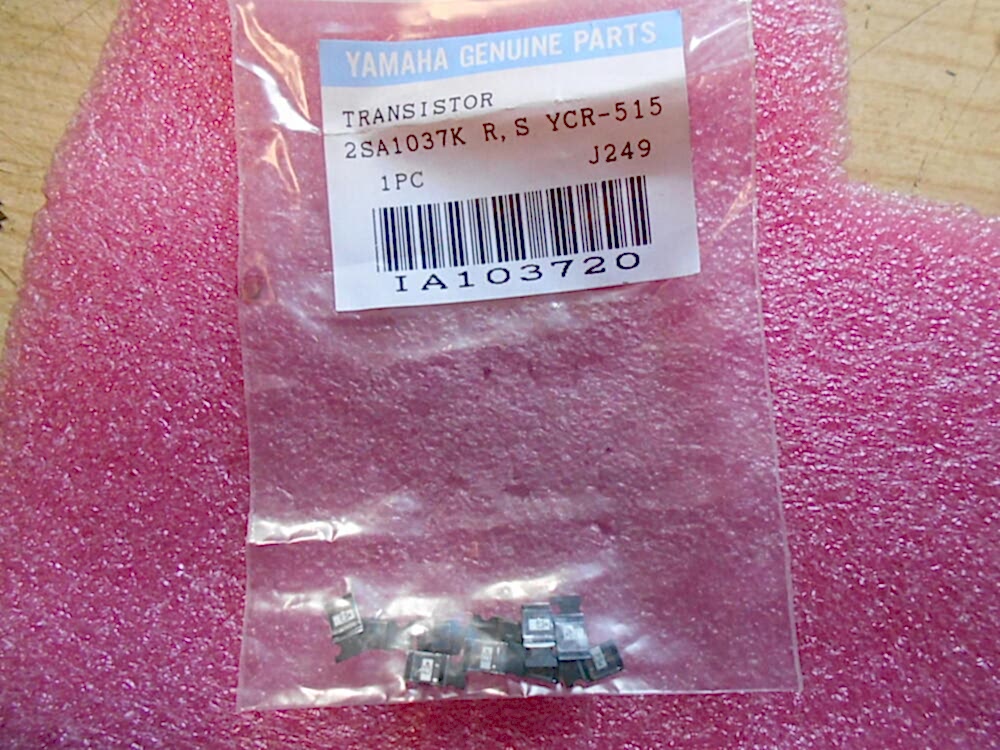 YAMAHA GENUINE PARTS
TRANSISTOR
2SA1037K R,S YCR-515
1PC J249
IA103720